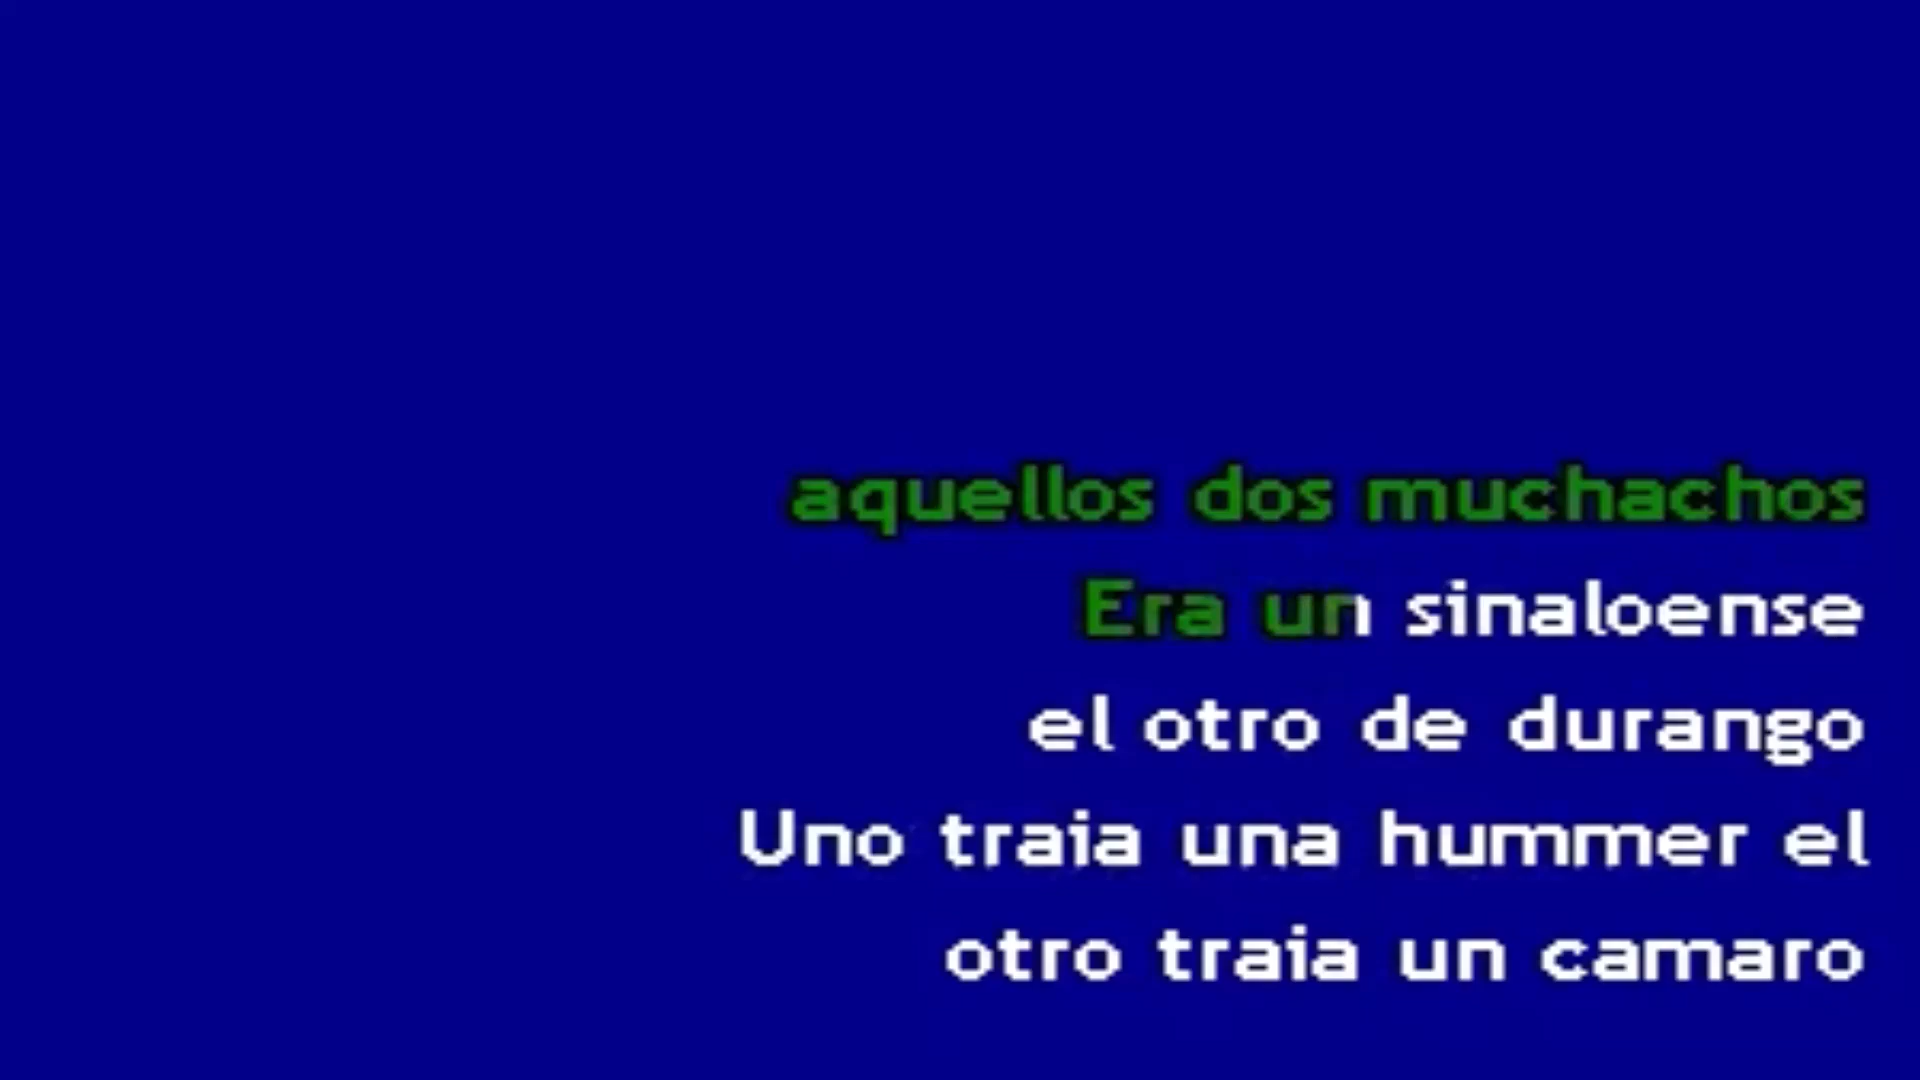 aquellos dos muchachos
Era un sinaloense
el otro de durango
Uno traia una hummer el
otro traia un camaro